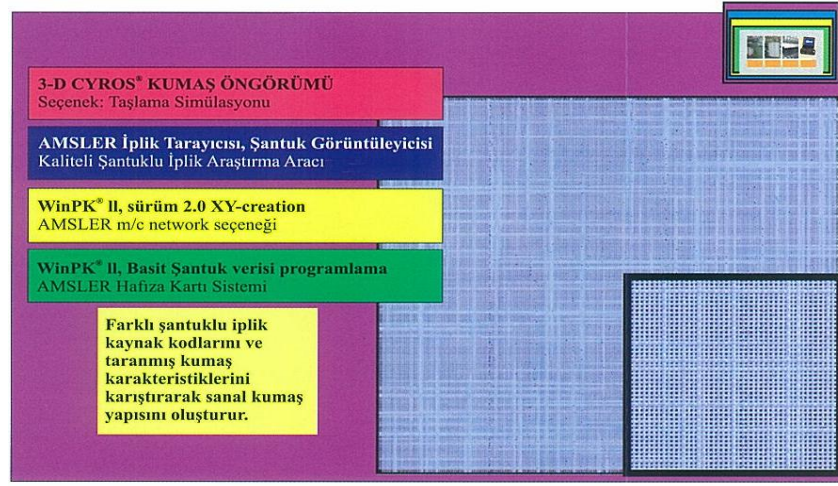 3-D CYROS® KUMAŞ ÖNGÖRÜMÜ
Seçenek: Taşlama Simülasyonu
AMSLER İplik Tarayıcısı, Şantuk Görüntüleyicisi
Kaliteli Şantuklu İplik Araştırma Aracı
WinPK® ll, sürüm 2.0 XY-creation
AMSLER m/c network seçeneği
WinPK® ll, Basit Şantuk verisi programlama
AMSLER Hafıza Kartı Sistemi
Farklı şantuklu iplik
kaynak kodlarını ve
taranmış kumaş
karakteristiklerini
karıştırarak sanal kumaş
yapısını oluşturur.